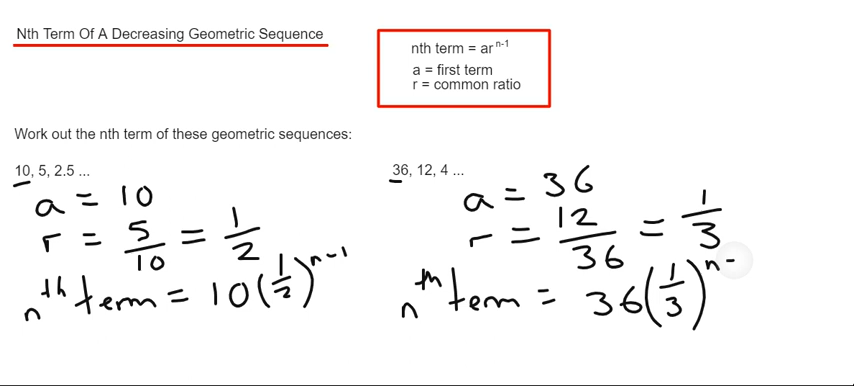 Nth Term Of A Decreasing Geometric Sequence
nth term = ar^(n-1)
a = first term
r = common ratio
Work out the nth term of these geometric sequences:
10, 5, 2.5 ...
a = 10
r = 5/10 = 1/2
nth term = 10(1/2)^(n-1)
36, 12, 4 ...
a = 36
r = 12/36 = 1/3
nth term = 36(1/3)^(n-